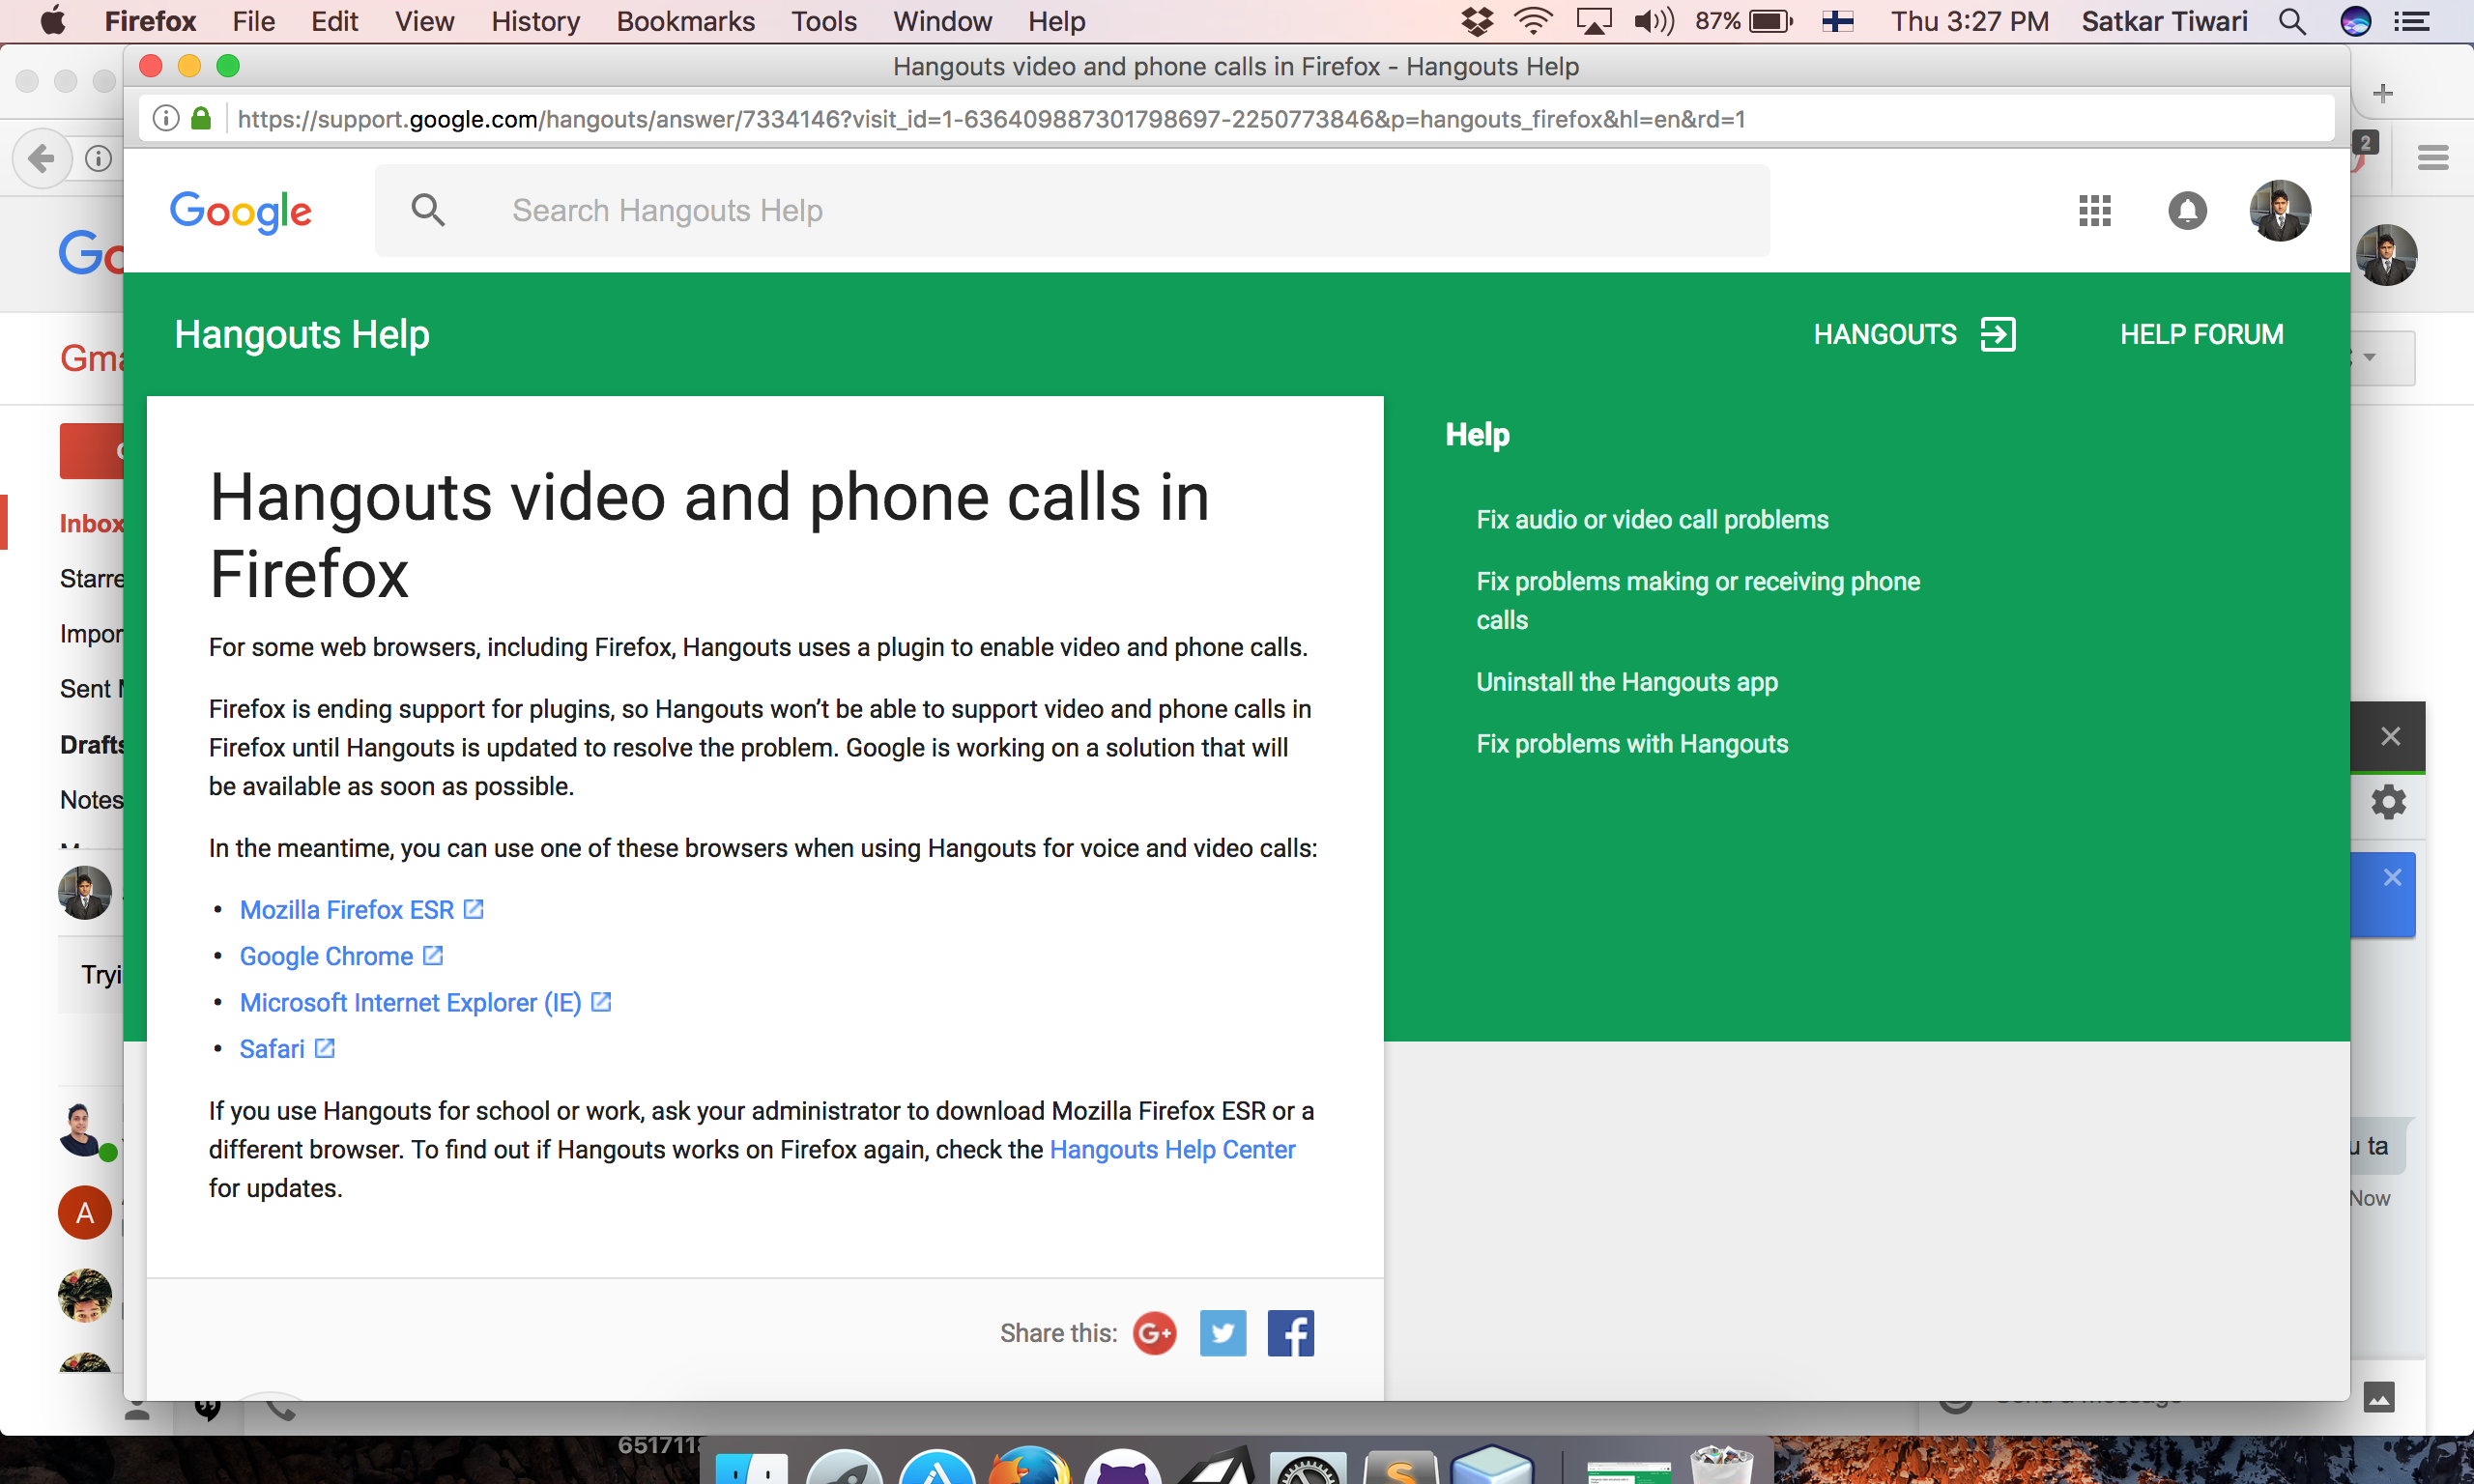 Firefox File Edit View History Bookmarks Tools Window Help 87% Thu 3:27 PM Satkar Tiwari
Hangouts video and phone calls in Firefox - Hangouts Help
https://support.google.com/hangouts/answer/7334146?visit_id=1-636409887301798697-2250773846&p=hangouts_firefox&hl=en&rd=1
2
Google Search Hangouts Help
Go
Hangouts Help HANGOUTS HELP FORUM
Gma
Help
Hangouts video and phone calls in
Firefox
Fix audio or video call problems
Fix problems making or receiving phone
calls
Uninstall the Hangouts app
Fix problems with Hangouts
For some web browsers, including Firefox, Hangouts uses a plugin to enable video and phone calls.
Firefox is ending support for plugins, so Hangouts won’t be able to support video and phone calls in
Firefox until Hangouts is updated to resolve the problem. Google is working on a solution that will
be available as soon as possible.
In the meantime, you can use one of these browsers when using Hangouts for voice and video calls:
• Mozilla Firefox ESR
• Google Chrome
• Microsoft Internet Explorer (IE)
• Safari
If you use Hangouts for school or work, ask your administrator to download Mozilla Firefox ESR or a
different browser. To find out if Hangouts works on Firefox again, check the Hangouts Help Center
for updates.
Share this: G+
Inbox
Starre
Impor
Sent
Drafts
Notes
Tryi
A
u ta
Now
651711
S